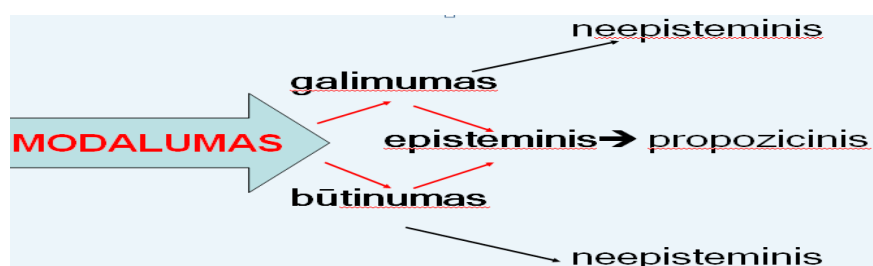 neepisteminis
galimumas
MODALUMAS
episteminis➔ propozicinis
būtinumas
neepisteminis